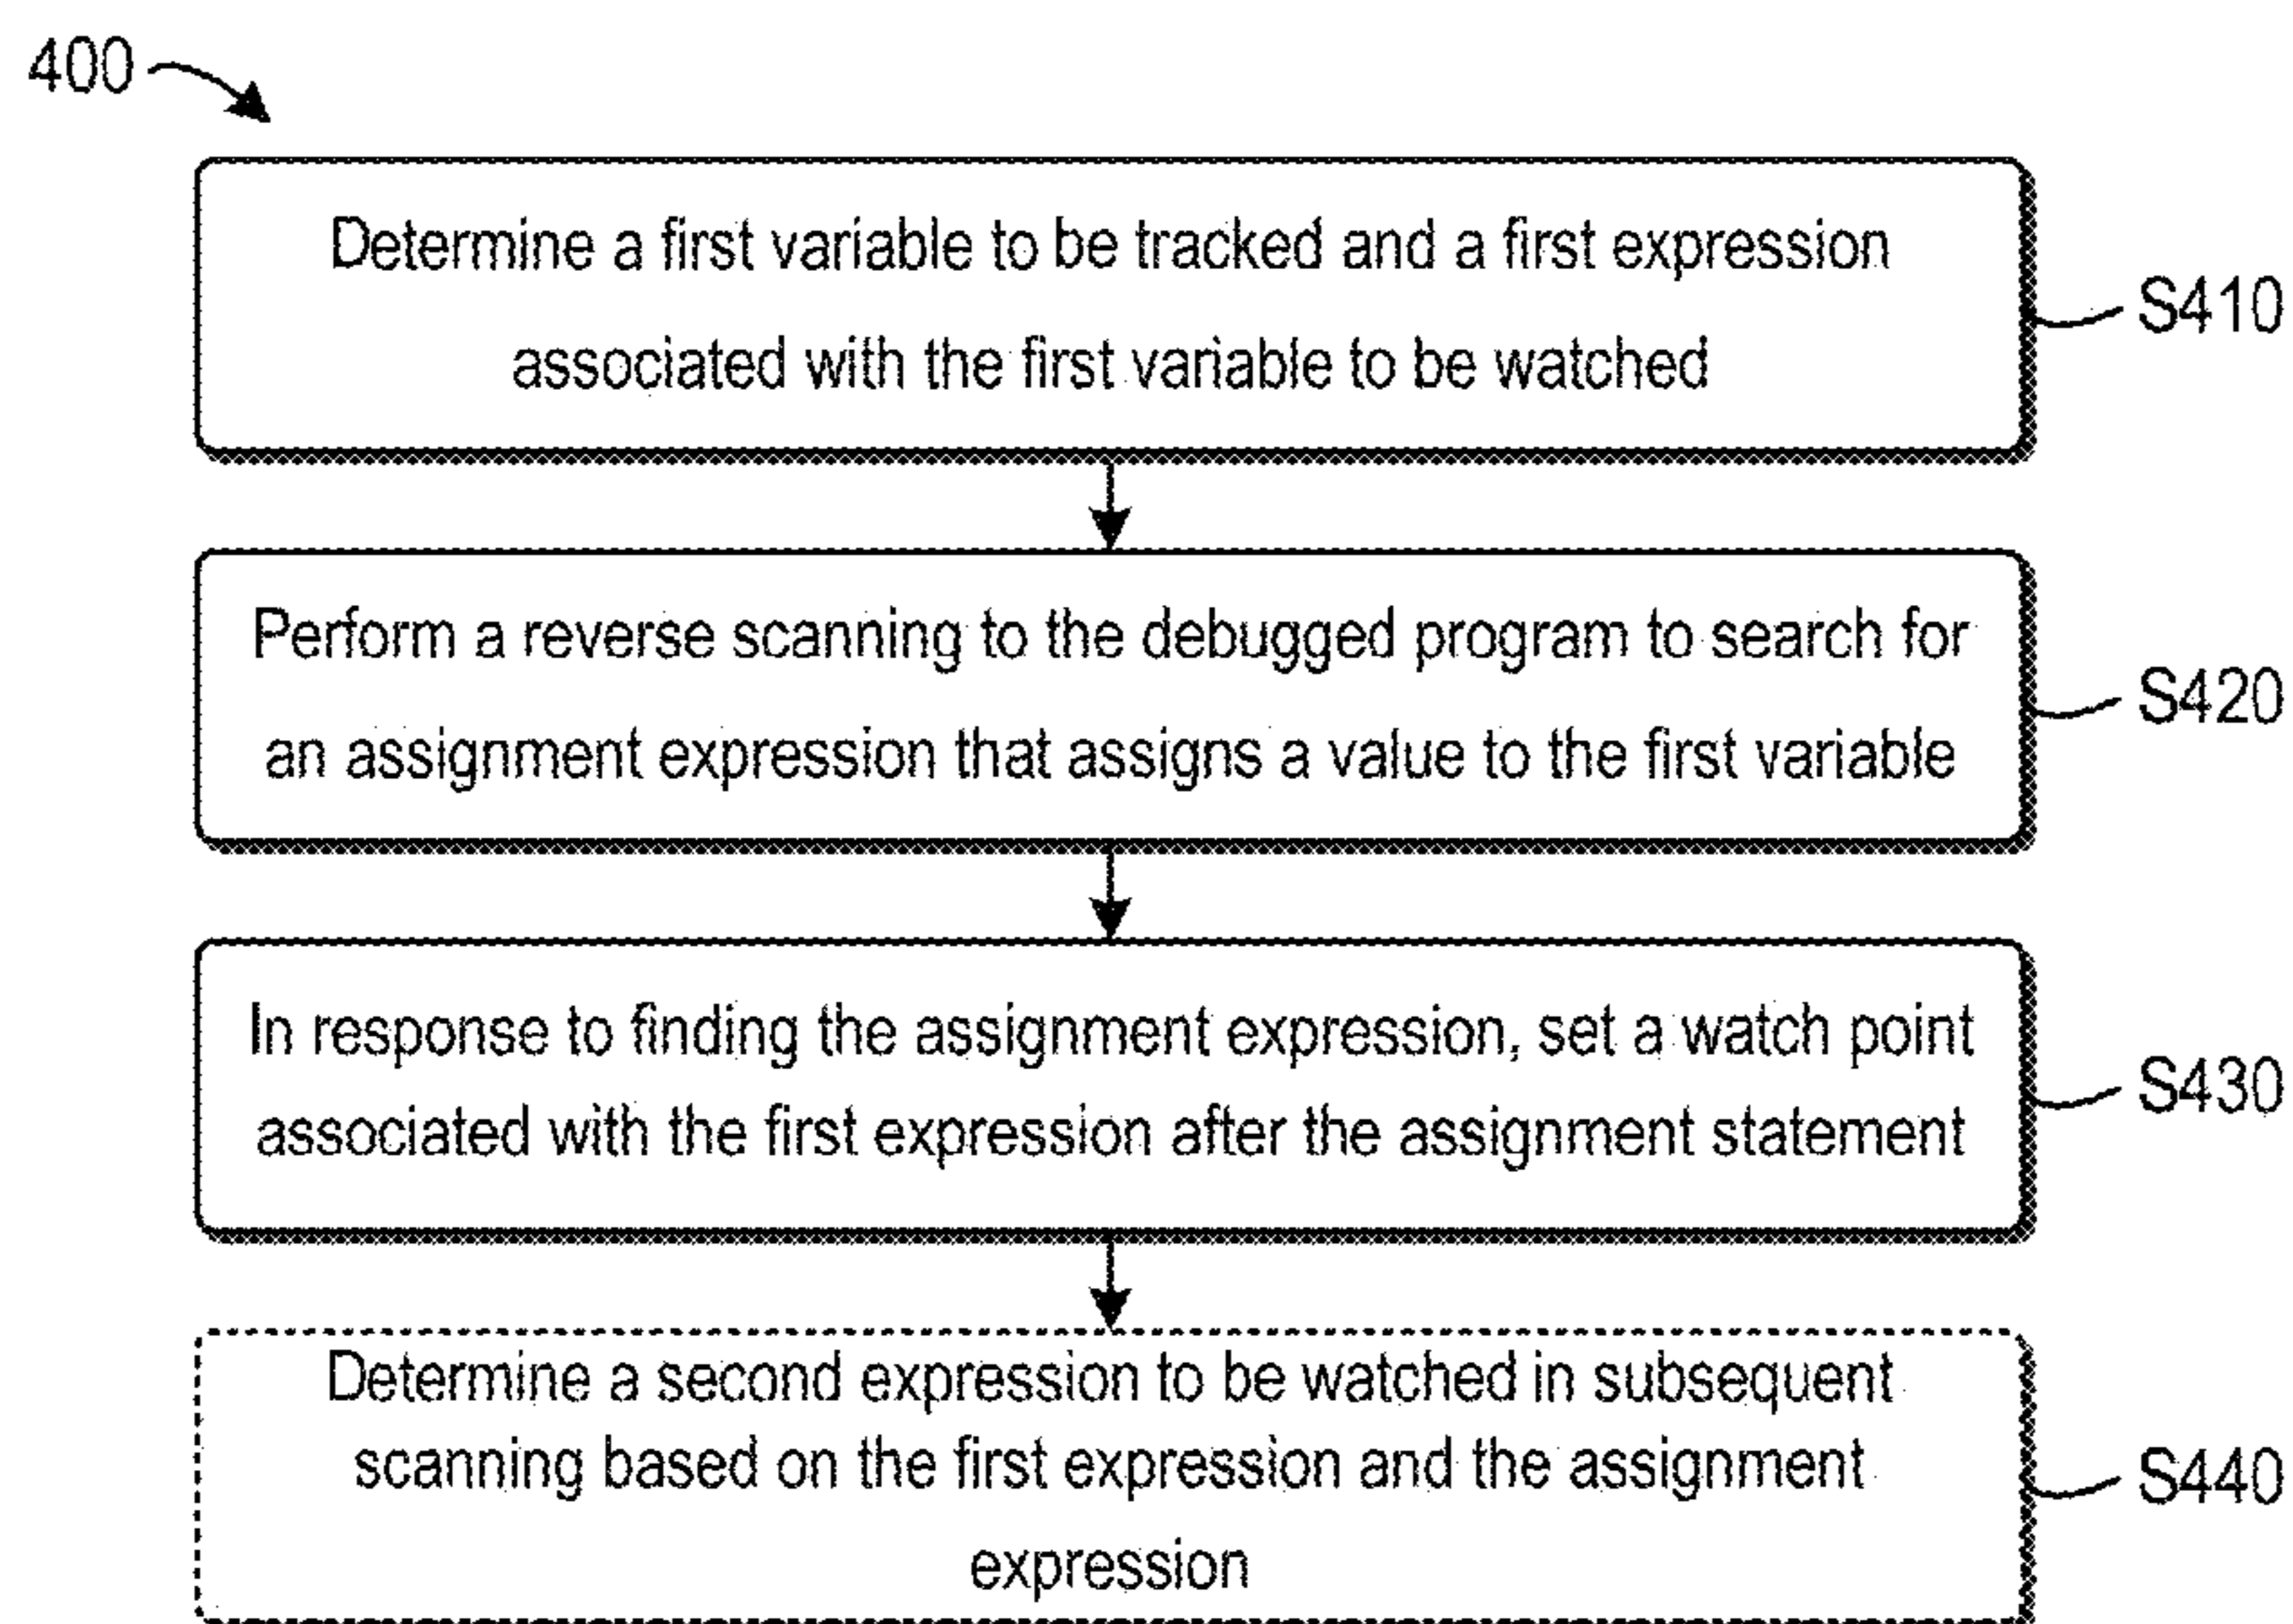 400
Determine a first variable to be tracked and a first expression
associated with the first variable to be watched
S410
Perform a reverse scanning to the debugged program to search for
an assignment expression that assigns a value to the first variable
S420
In response to finding the assignment expression, set a watch point
associated with the first expression after the assignment statement
S430
Determine a second expression to be watched in subsequent
scanning based on the first expression and the assignment
expression
S440